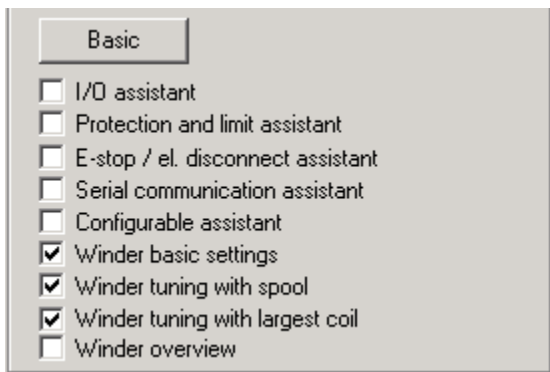 Basic
I/O assistant
Protection and limit assistant
E-stop / el. disconnect assistant
Serial communication assistant
Configurable assistant
Winder basic settings
Winder tuning with spool
Winder tuning with largest coil
Winder overview